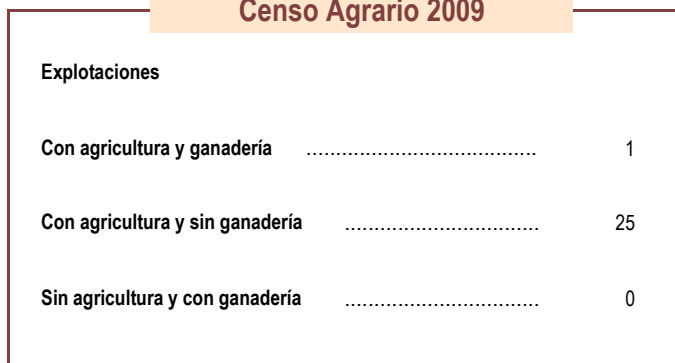 Censo Agrario 2009
Explotaciones
Con agricultura y ganadería ....................................... 1
Con agricultura y sin ganadería ................................. 25
Sin agricultura y con ganadería ................................. 0